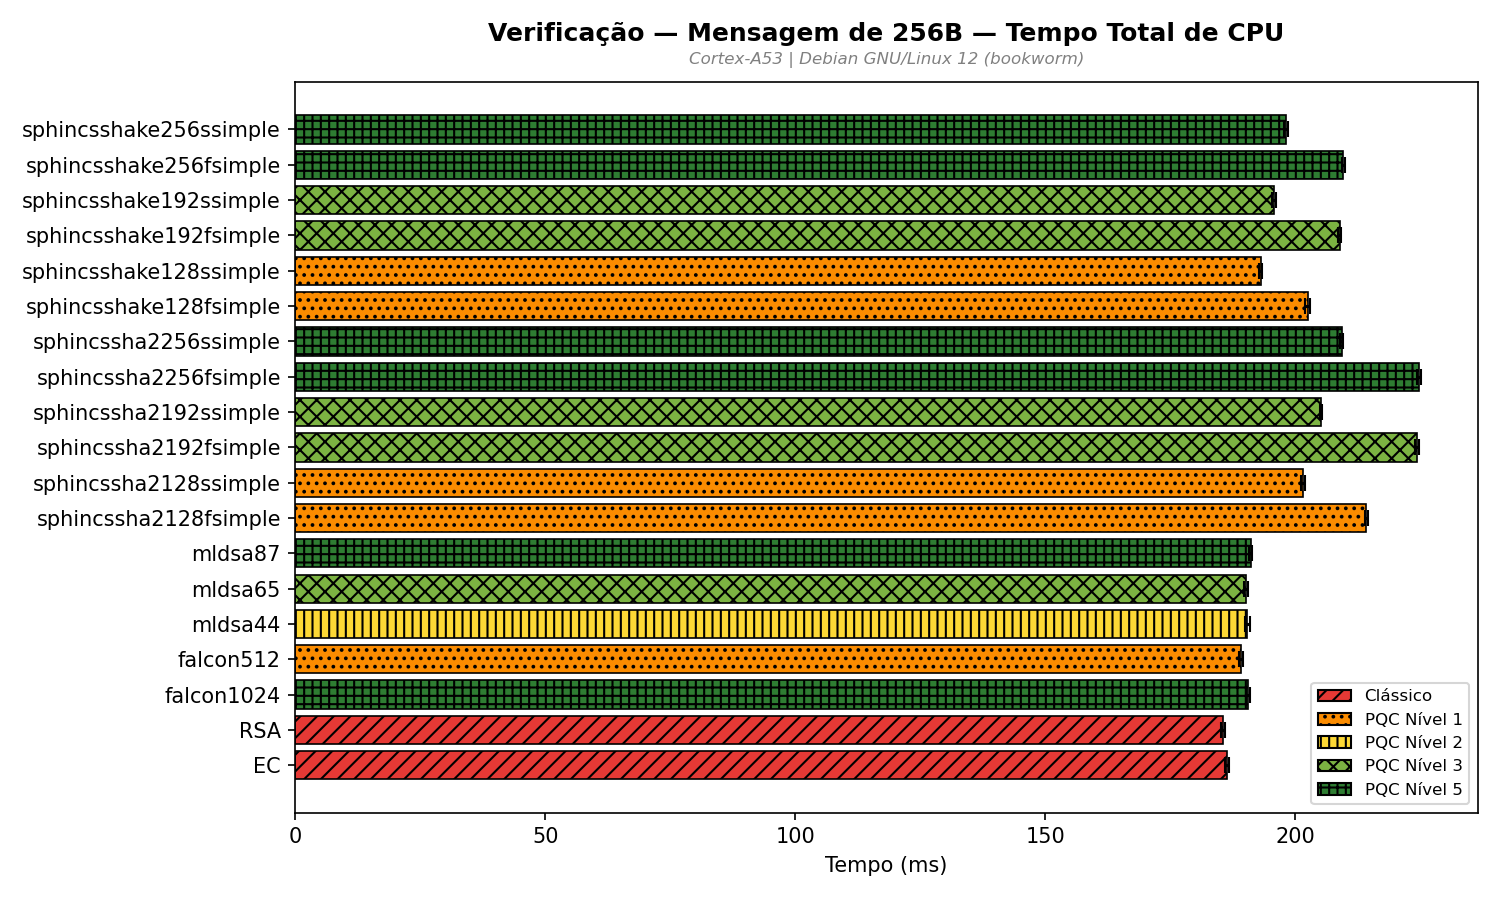 Verificação — Mensagem de 256B — Tempo Total de CPU
Cortex-A53 | Debian GNU/Linux 12 (bookworm)
sphincsshake256ssimple
sphincsshake256fsimple
sphincsshake192ssimple
sphincsshake192fsimple
sphincsshake128ssimple
sphincsshake128fsimple
sphincssha2256ssimple
sphincssha2256fsimple
sphincssha2192ssimple
sphincssha2192fsimple
sphincssha2128ssimple
sphincssha2128fsimple
mldsa87
mldsa65
mldsa44
falcon512
falcon1024
RSA
EC
Clássico
PQC Nível 1
PQC Nível 2
PQC Nível 3
PQC Nível 5
0 50 100 150 200
Tempo (ms)